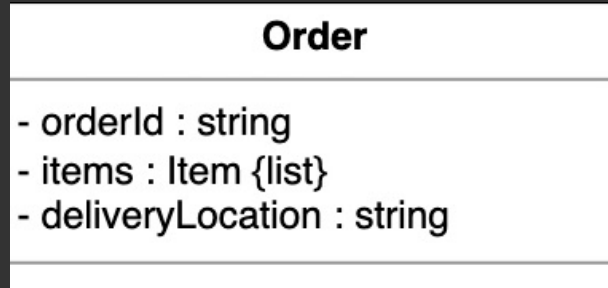 Order
- orderId : string
- items : Item {list}
- deliveryLocation : string